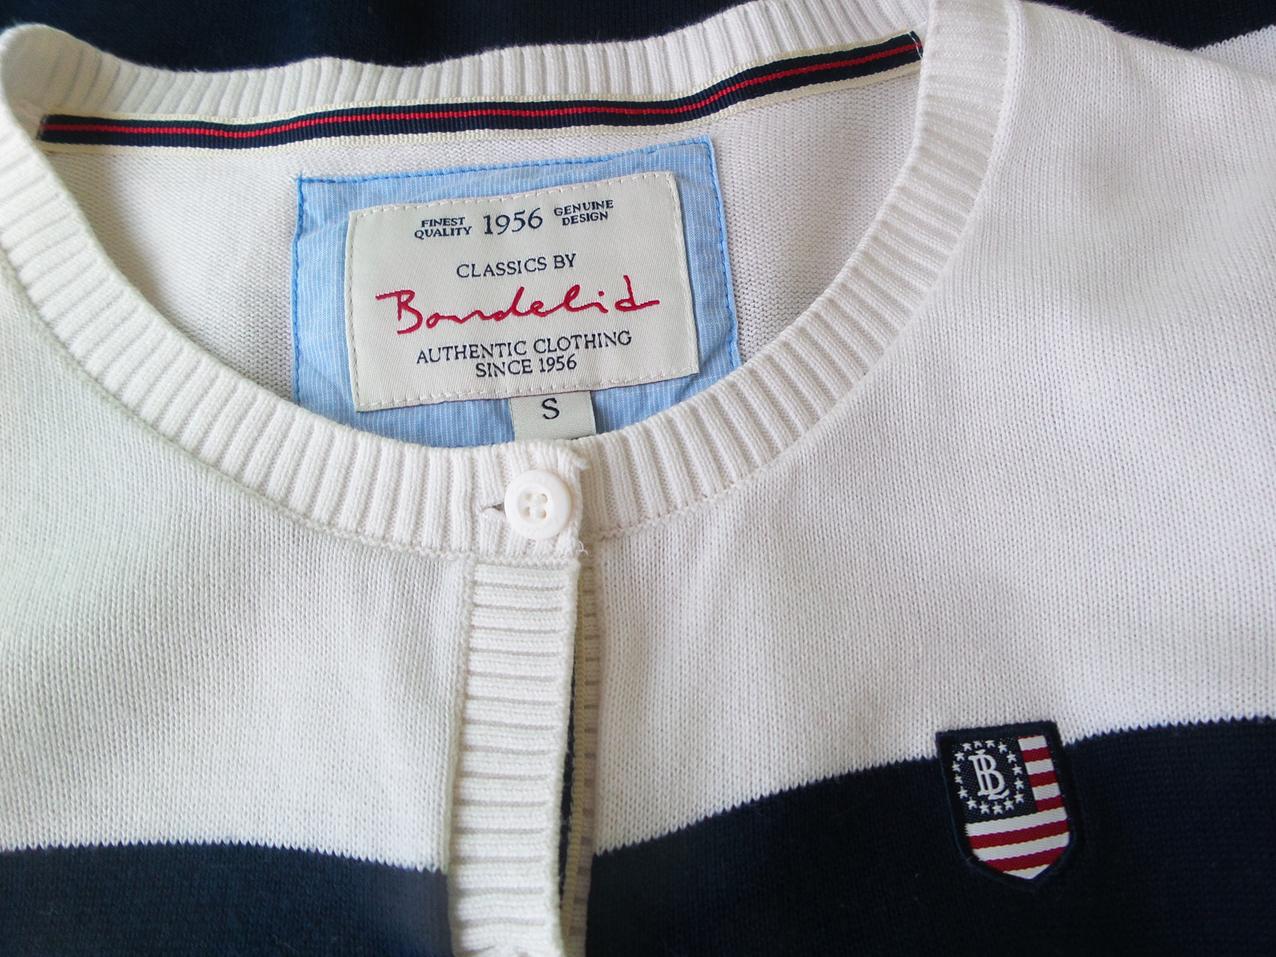 FINEST QUALITY 1956 GENUINE DESIGN
CLASSICS BY
Bondelid
AUTHENTIC CLOTHING
SINCE 1956
S
BL